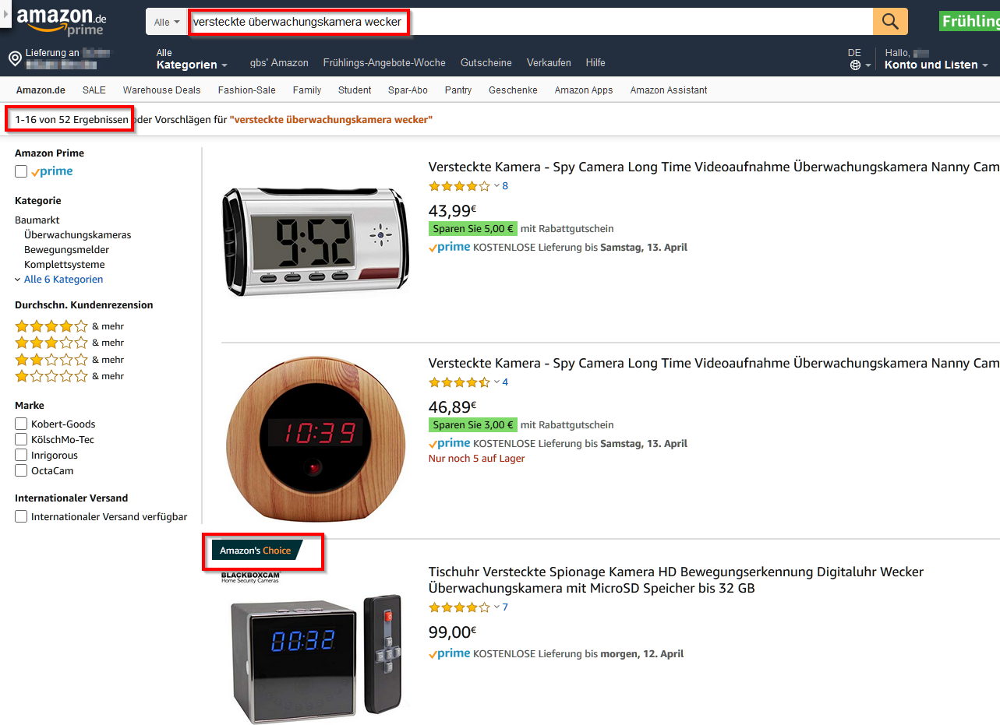 amazon.de
prime
Alle
versteckte überwachungskamera wecker
Frühling
Lieferung an
Alle
Kategorien
gbs' Amazon
Frühlings-Angebote-Woche
Gutscheine
Verkaufen
Hilfe
DE
Hallo,
Konto und Listen
Amazon.de
SALE
Warehouse Deals
Fashion-Sale
Family
Student
Spar-Abo
Pantry
Geschenke
Amazon Apps
Amazon Assistant
1-16 von 52 Ergebnissen oder Vorschlägen für "versteckte überwachungskamera wecker"
Amazon Prime
prime
Kategorie
Baumarkt
Überwachungskameras
Bewegungsmelder
Komplettsysteme
Alle 6 Kategorien
Durchschn. Kundenrezension
& mehr
& mehr
& mehr
& mehr
Marke
Kobert-Goods
KölschMo-Tec
Inrigorous
OctaCam
Internationaler Versand
Internationaler Versand verfügbar
9:52
Versteckte Kamera - Spy Camera Long Time Videoaufnahme Überwachungskamera Nanny Cam
8
43,99€
Sparen Sie 5,00 € mit Rabattgutschein
prime KOSTENLOSE Lieferung bis Samstag, 13. April
10:39
Versteckte Kamera - Spy Camera Long Time Videoaufnahme Überwachungskamera Nanny Cam
4
46,89€
Sparen Sie 3,00 € mit Rabattgutschein
prime KOSTENLOSE Lieferung bis Samstag, 13. April
Nur noch 5 auf Lager
Amazon's Choice
BLACKBOXCAM
Home Security Cameras
00:32
Tischuhr Versteckte Spionage Kamera HD Bewegungserkennung Digitaluhr Wecker
Überwachungskamera mit MicroSD Speicher bis 32 GB
7
99,00€
prime KOSTENLOSE Lieferung bis morgen, 12. April